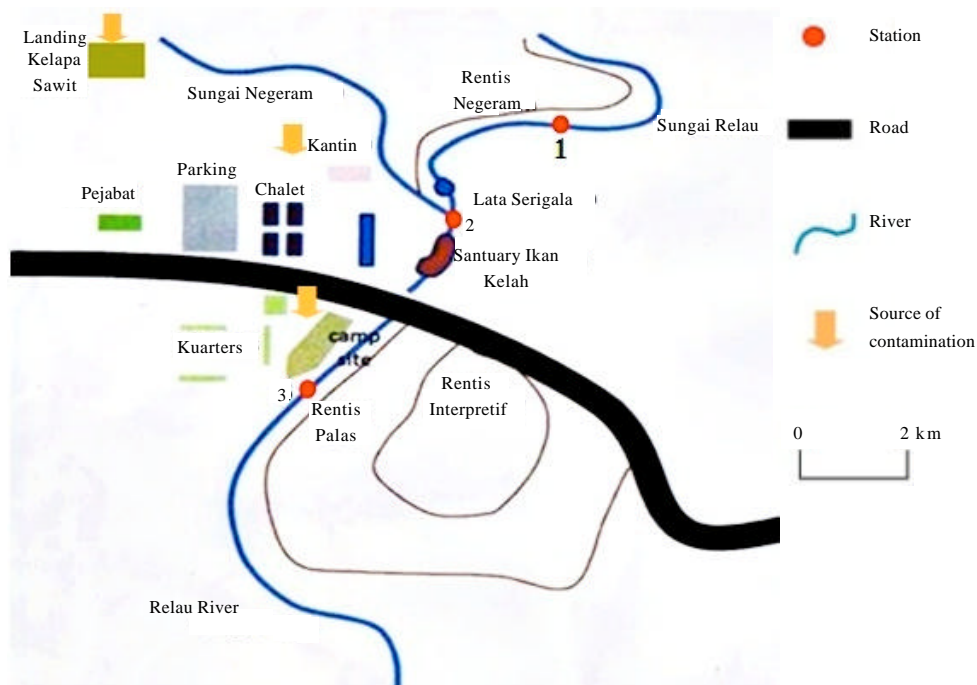 Landing
Kelapa
Sawit
Sungai Negeram
Rentis
Negeram
Sungai Relau
1
Kantin
Parking
Pejabat
Chalet
Lata Serigala
2
Santuary Ikan
Kelah
camp
site
Kuarters
3
Rentis
Palas
Rentis
Interpretif
Relau River
Station
Road
River
Source of
contamination
0 2 km